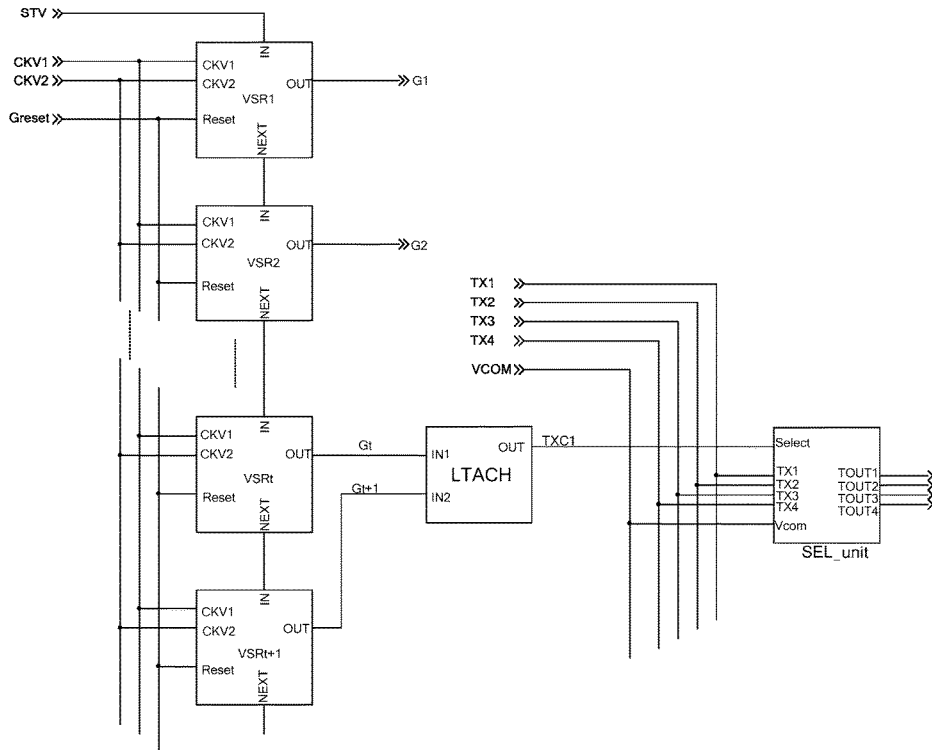 STV
CKV1
CKV2
Greset
IN
CKV1
CKV2
OUT
VSR1
Reset
NEXT
G1
IN
CKV1
CKV2
OUT
VSR2
Reset
NEXT
G2
TX1
TX2
TX3
TX4
VCOM
IN
CKV1
CKV2
OUT
VSRt
Reset
NEXT
Gt
Gt+1
IN1
OUT
LTACH
IN2
TXC1
Select
TX1
TX2
TX3
TX4
Vcom
TOUT1
TOUT2
TOUT3
TOUT4
SEL_unit
IN
CKV1
CKV2
OUT
VSRt+1
Reset
NEXT